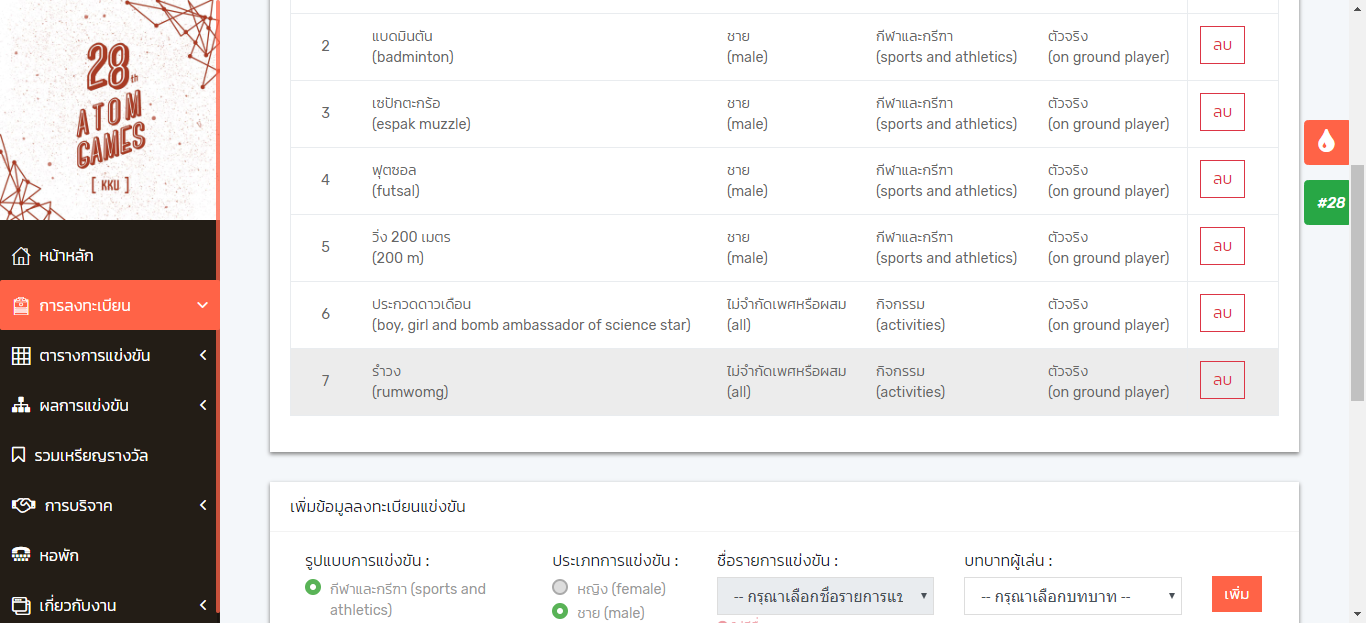 28th
ATOM
GAMES
[ KKU ]
หน้าหลัก
การลงทะเบียน
ตารางการแข่งขัน
ผลการแข่งขัน
รวมเหรียญรางวัล
การบริจาค
หอพัก
เกี่ยวกับงาน
2 แบดมินตัน ชาย กีฬาและกรีฑา ตัวจริง ลบ
(badminton) (male) (sports and athletics) (on ground player)
3 เซปักตะกร้อ ชาย กีฬาและกรีฑา ตัวจริง ลบ
(espak muzzle) (male) (sports and athletics) (on ground player)
4 ฟุตซอล ชาย กีฬาและกรีฑา ตัวจริง ลบ
(futsal) (male) (sports and athletics) (on ground player)
5 วิ่ง 200 เมตร ชาย กีฬาและกรีฑา ตัวจริง ลบ
(200 m) (male) (sports and athletics) (on ground player)
6 ประกวดดาวเดือน ไม่จำกัดเพศหรือผสม กิจกรรม ตัวจริง ลบ
(boy, girl and bomb ambassador of science star) (all) (activities) (on ground player)
7 รำวง ไม่จำกัดเพศหรือผสม กิจกรรม ตัวจริง ลบ
(rumwomg) (all) (activities) (on ground player)
#28
เพิ่มข้อมูลลงทะเบียนแข่งขัน
รูปแบบการแข่งขัน : ประเภทการแข่งขัน : ชื่อรายการแข่งขัน : บทบาทผู้เล่น :
กีฬาและกรีฑา (sports and athletics)
หญิง (female)
ชาย (male)
-- กรุณาเลือกชื่อรายการแข
-- กรุณาเลือกบทบาท --
เพิ่ม